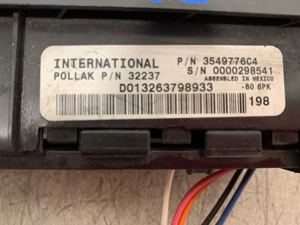 INTERNATIONAL P/N 3549776C4
POLLAK P/N 32237 S/N 0000298541
ASSEMBLED IN MEXICO
D013263798933 -60 6PK
198